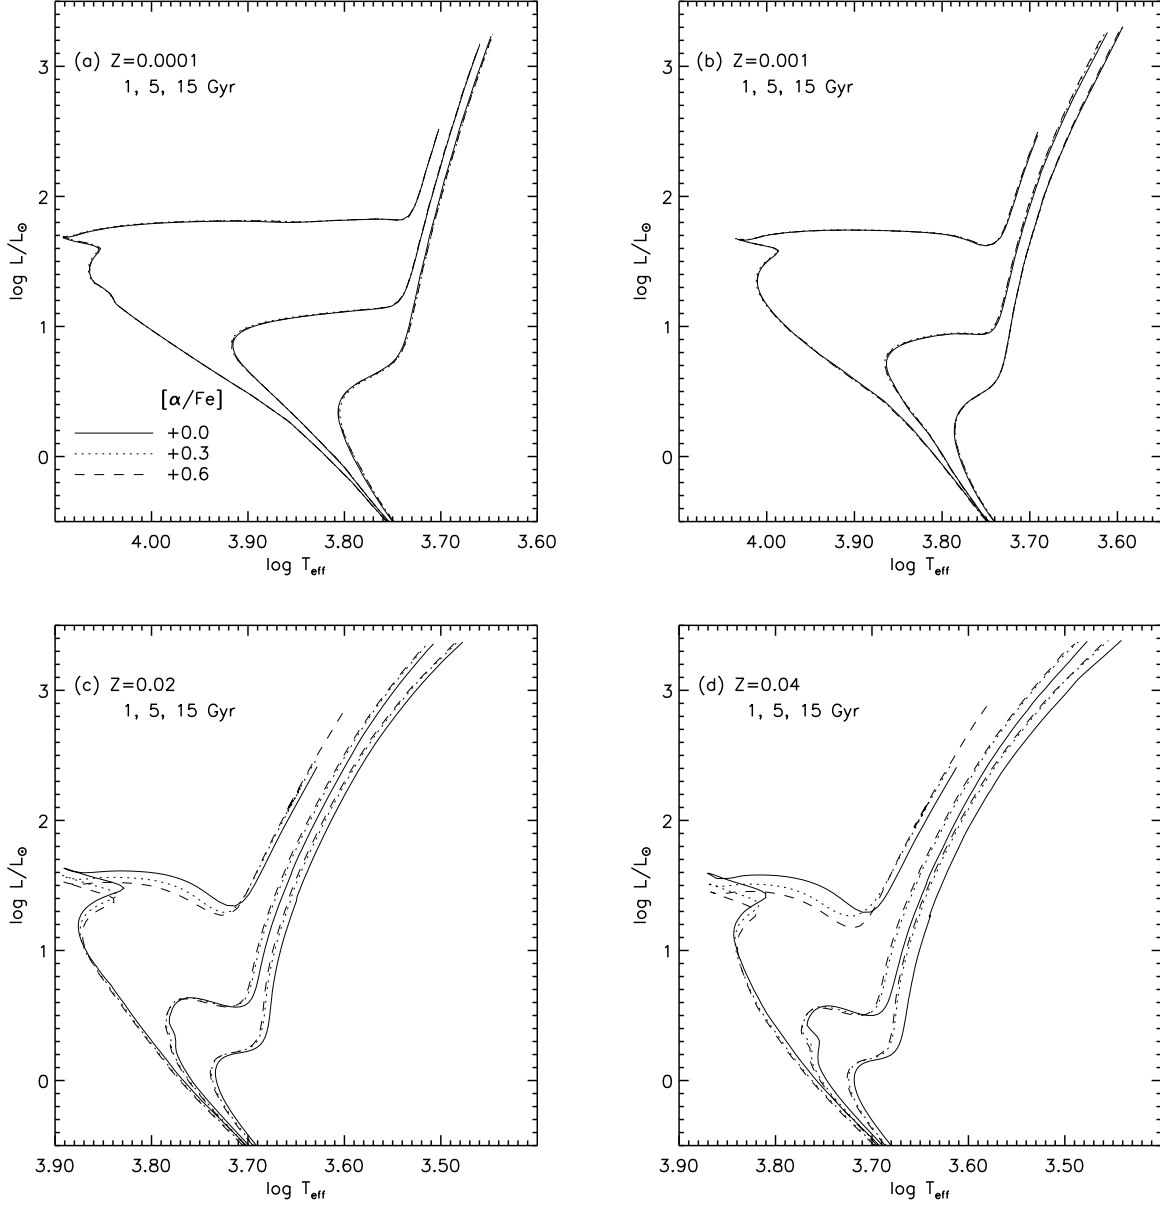 (a) Z=0.0001
1, 5, 15 Gyr
3
2
1
0
log L/L⊙
[α/Fe]
+0.0
+0.3
+0.6
4.00 3.90 3.80 3.70 3.60
log Teff
(b) Z=0.001
1, 5, 15 Gyr
3
2
1
0
log L/L⊙
4.00 3.90 3.80 3.70 3.60
log Teff
(c) Z=0.02
1, 5, 15 Gyr
3
2
1
0
log L/L⊙
3.90 3.80 3.70 3.60 3.50
log Teff
(d) Z=0.04
1, 5, 15 Gyr
3
2
1
0
log L/L⊙
3.90 3.80 3.70 3.60 3.50
log Teff